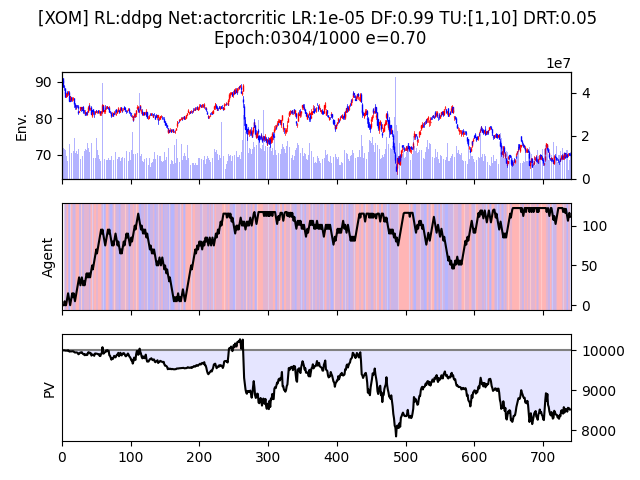 [XOM] RL:ddpg Net:actorcritic LR:1e-05 DF:0.99 TU:[1,10] DRT:0.05
Epoch:0304/1000 e=0.70
1e7
90
80
70
Env.
4
2
0
Agent
100
50
0
PV
10000
9000
8000
0 100 200 300 400 500 600 700